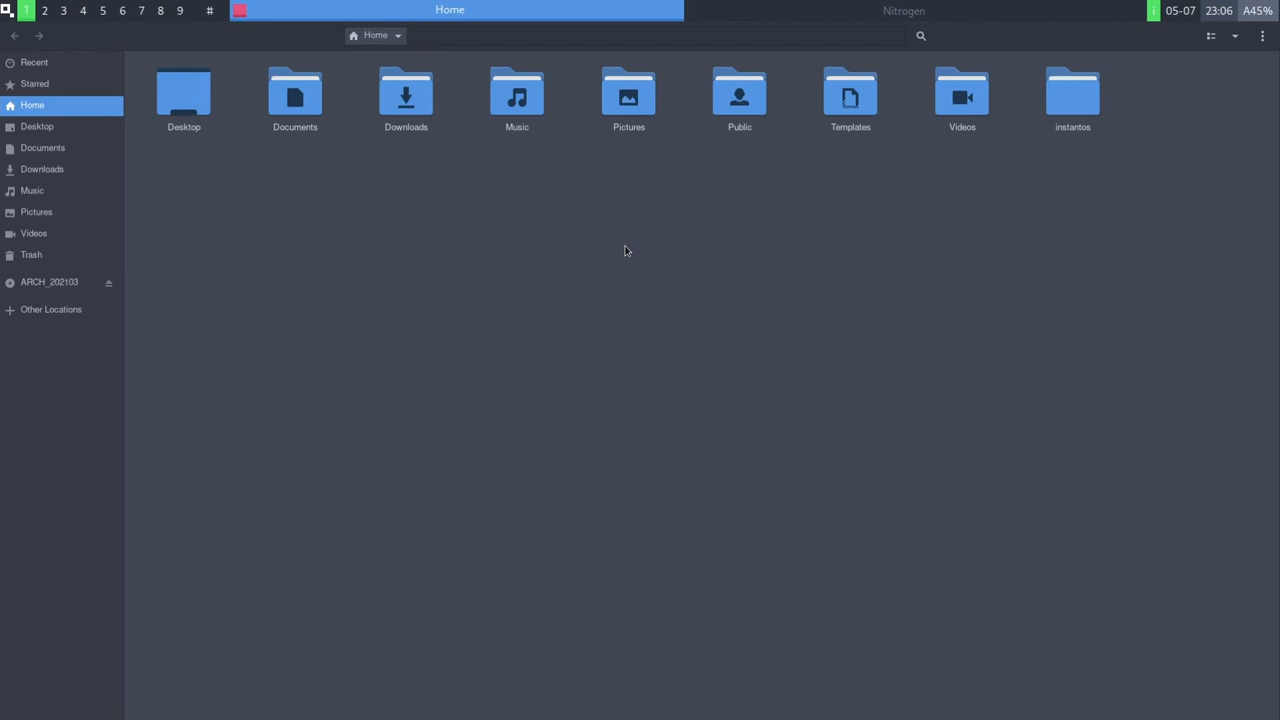 1 2 3 4 5 6 7 8 9 # Home Nitrogen i 05-07 23:06 A45%
Home
Recent
Starred
Home
Desktop
Documents
Downloads
Music
Pictures
Videos
Trash
ARCH_202103
Other Locations
Desktop Documents Downloads Music Pictures Public Templates Videos instantos